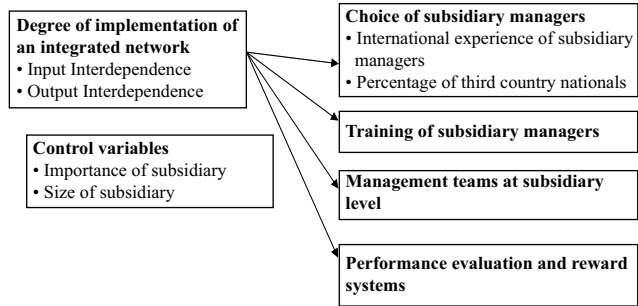 Degree of implementation of
an integrated network
• Input Interdependence
• Output Interdependence
Control variables
• Importance of subsidiary
• Size of subsidiary
Choice of subsidiary managers
• International experience of subsidiary
managers
• Percentage of third country nationals
Training of subsidiary managers
Management teams at subsidiary
level
Performance evaluation and reward
systems